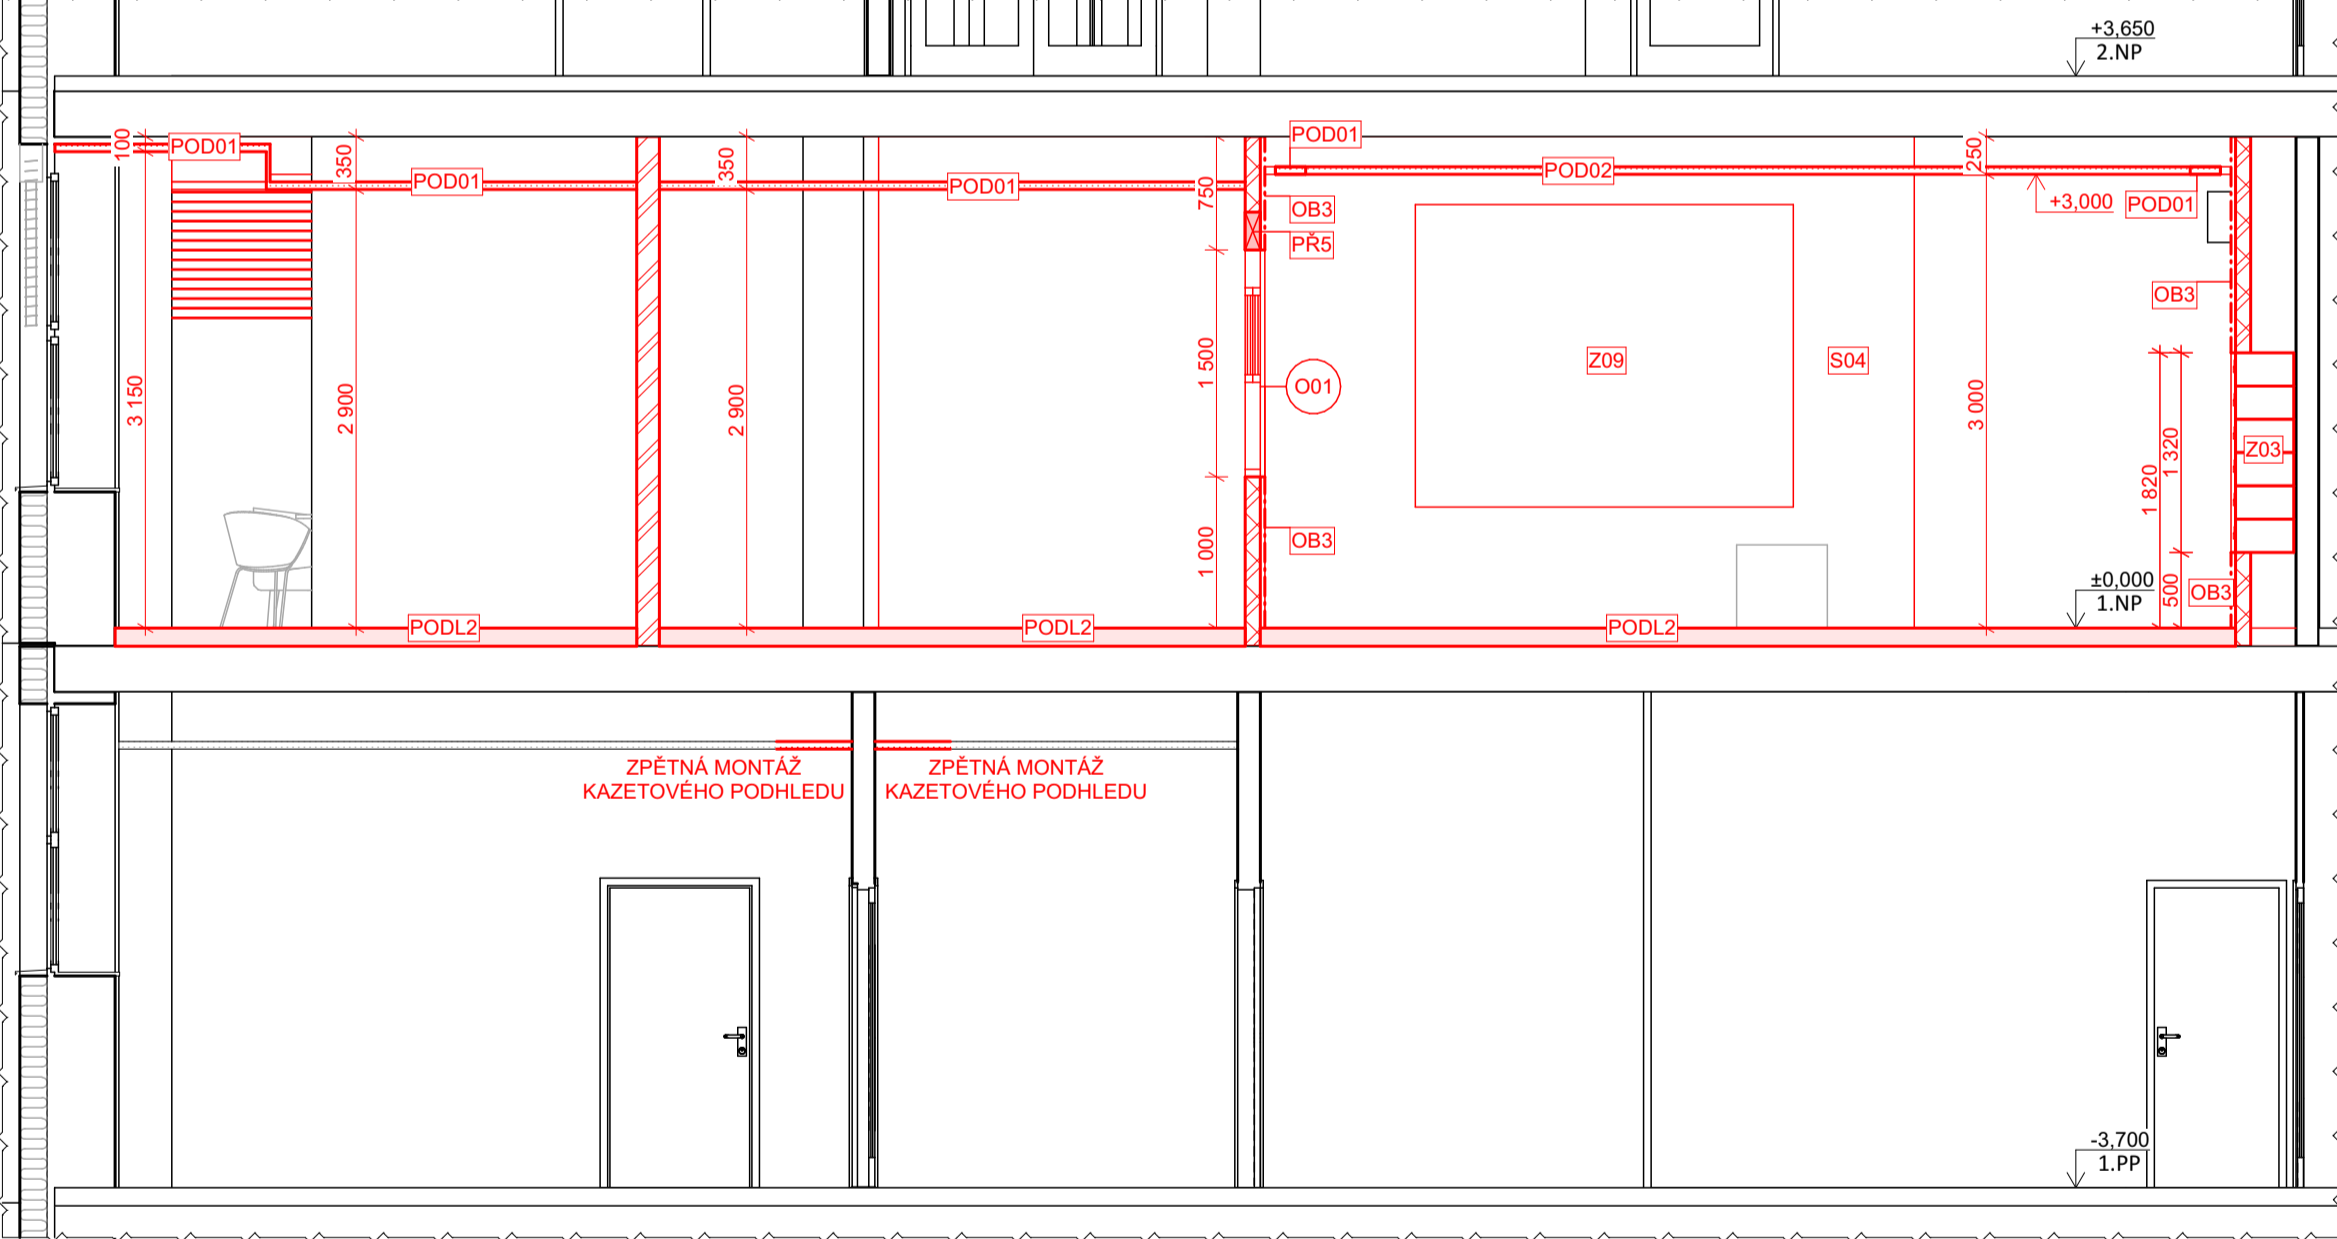 +3,650
2.NP
100
POD01
350
POD01
350
POD01
750
POD01
POD02
250
+3,000
POD01
OB3
PŘ5
OB3
3 150
2 900
2 900
1 500
O01
Z09
S04
3 000
1 820
1 320
Z03
1 000
OB3
±0,000
1.NP
500
OB3
PODL2
PODL2
PODL2
ZPĚTNÁ MONTÁŽ
KAZETOVÉHO PODHLEDU
ZPĚTNÁ MONTÁŽ
KAZETOVÉHO PODHLEDU
-3,700
1.PP